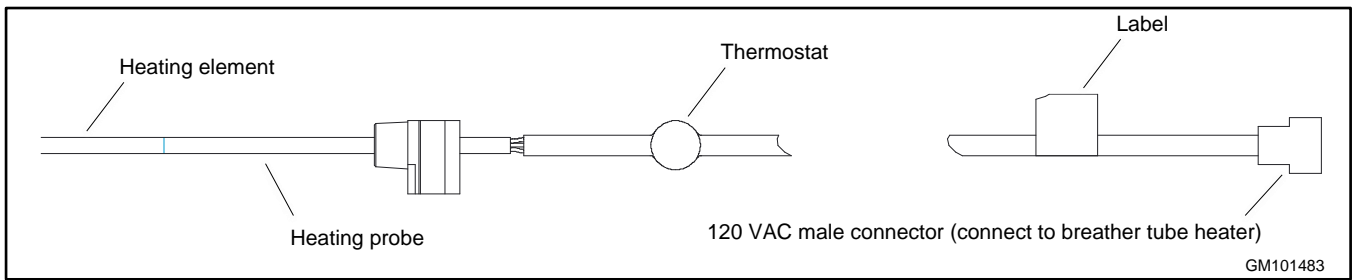 Label
Thermostat
Heating element
Heating probe
120 VAC male connector (connect to breather tube heater)
GM101483